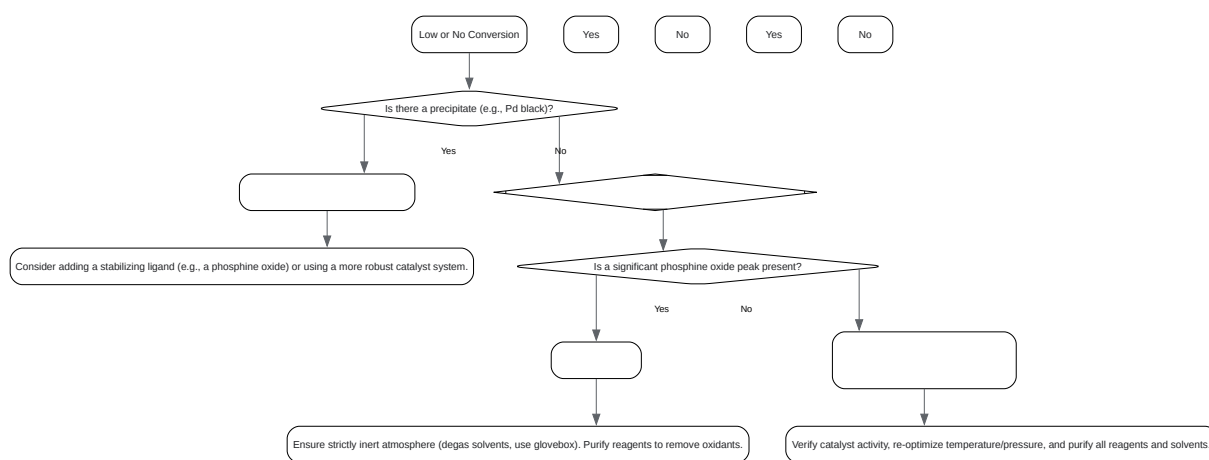 Low or No Conversion
Yes
No
Yes
No
Is there a precipitate (e.g., Pd black)?
Yes
No
Consider adding a stabilizing ligand (e.g., a phosphine oxide) or using a more robust catalyst system.
Is a significant phosphine oxide peak present?
Yes
No
Ensure strictly inert atmosphere (degas solvents, use glovebox). Purify reagents to remove oxidants.
Verify catalyst activity, re-optimize temperature/pressure, and purify all reagents and solvents.